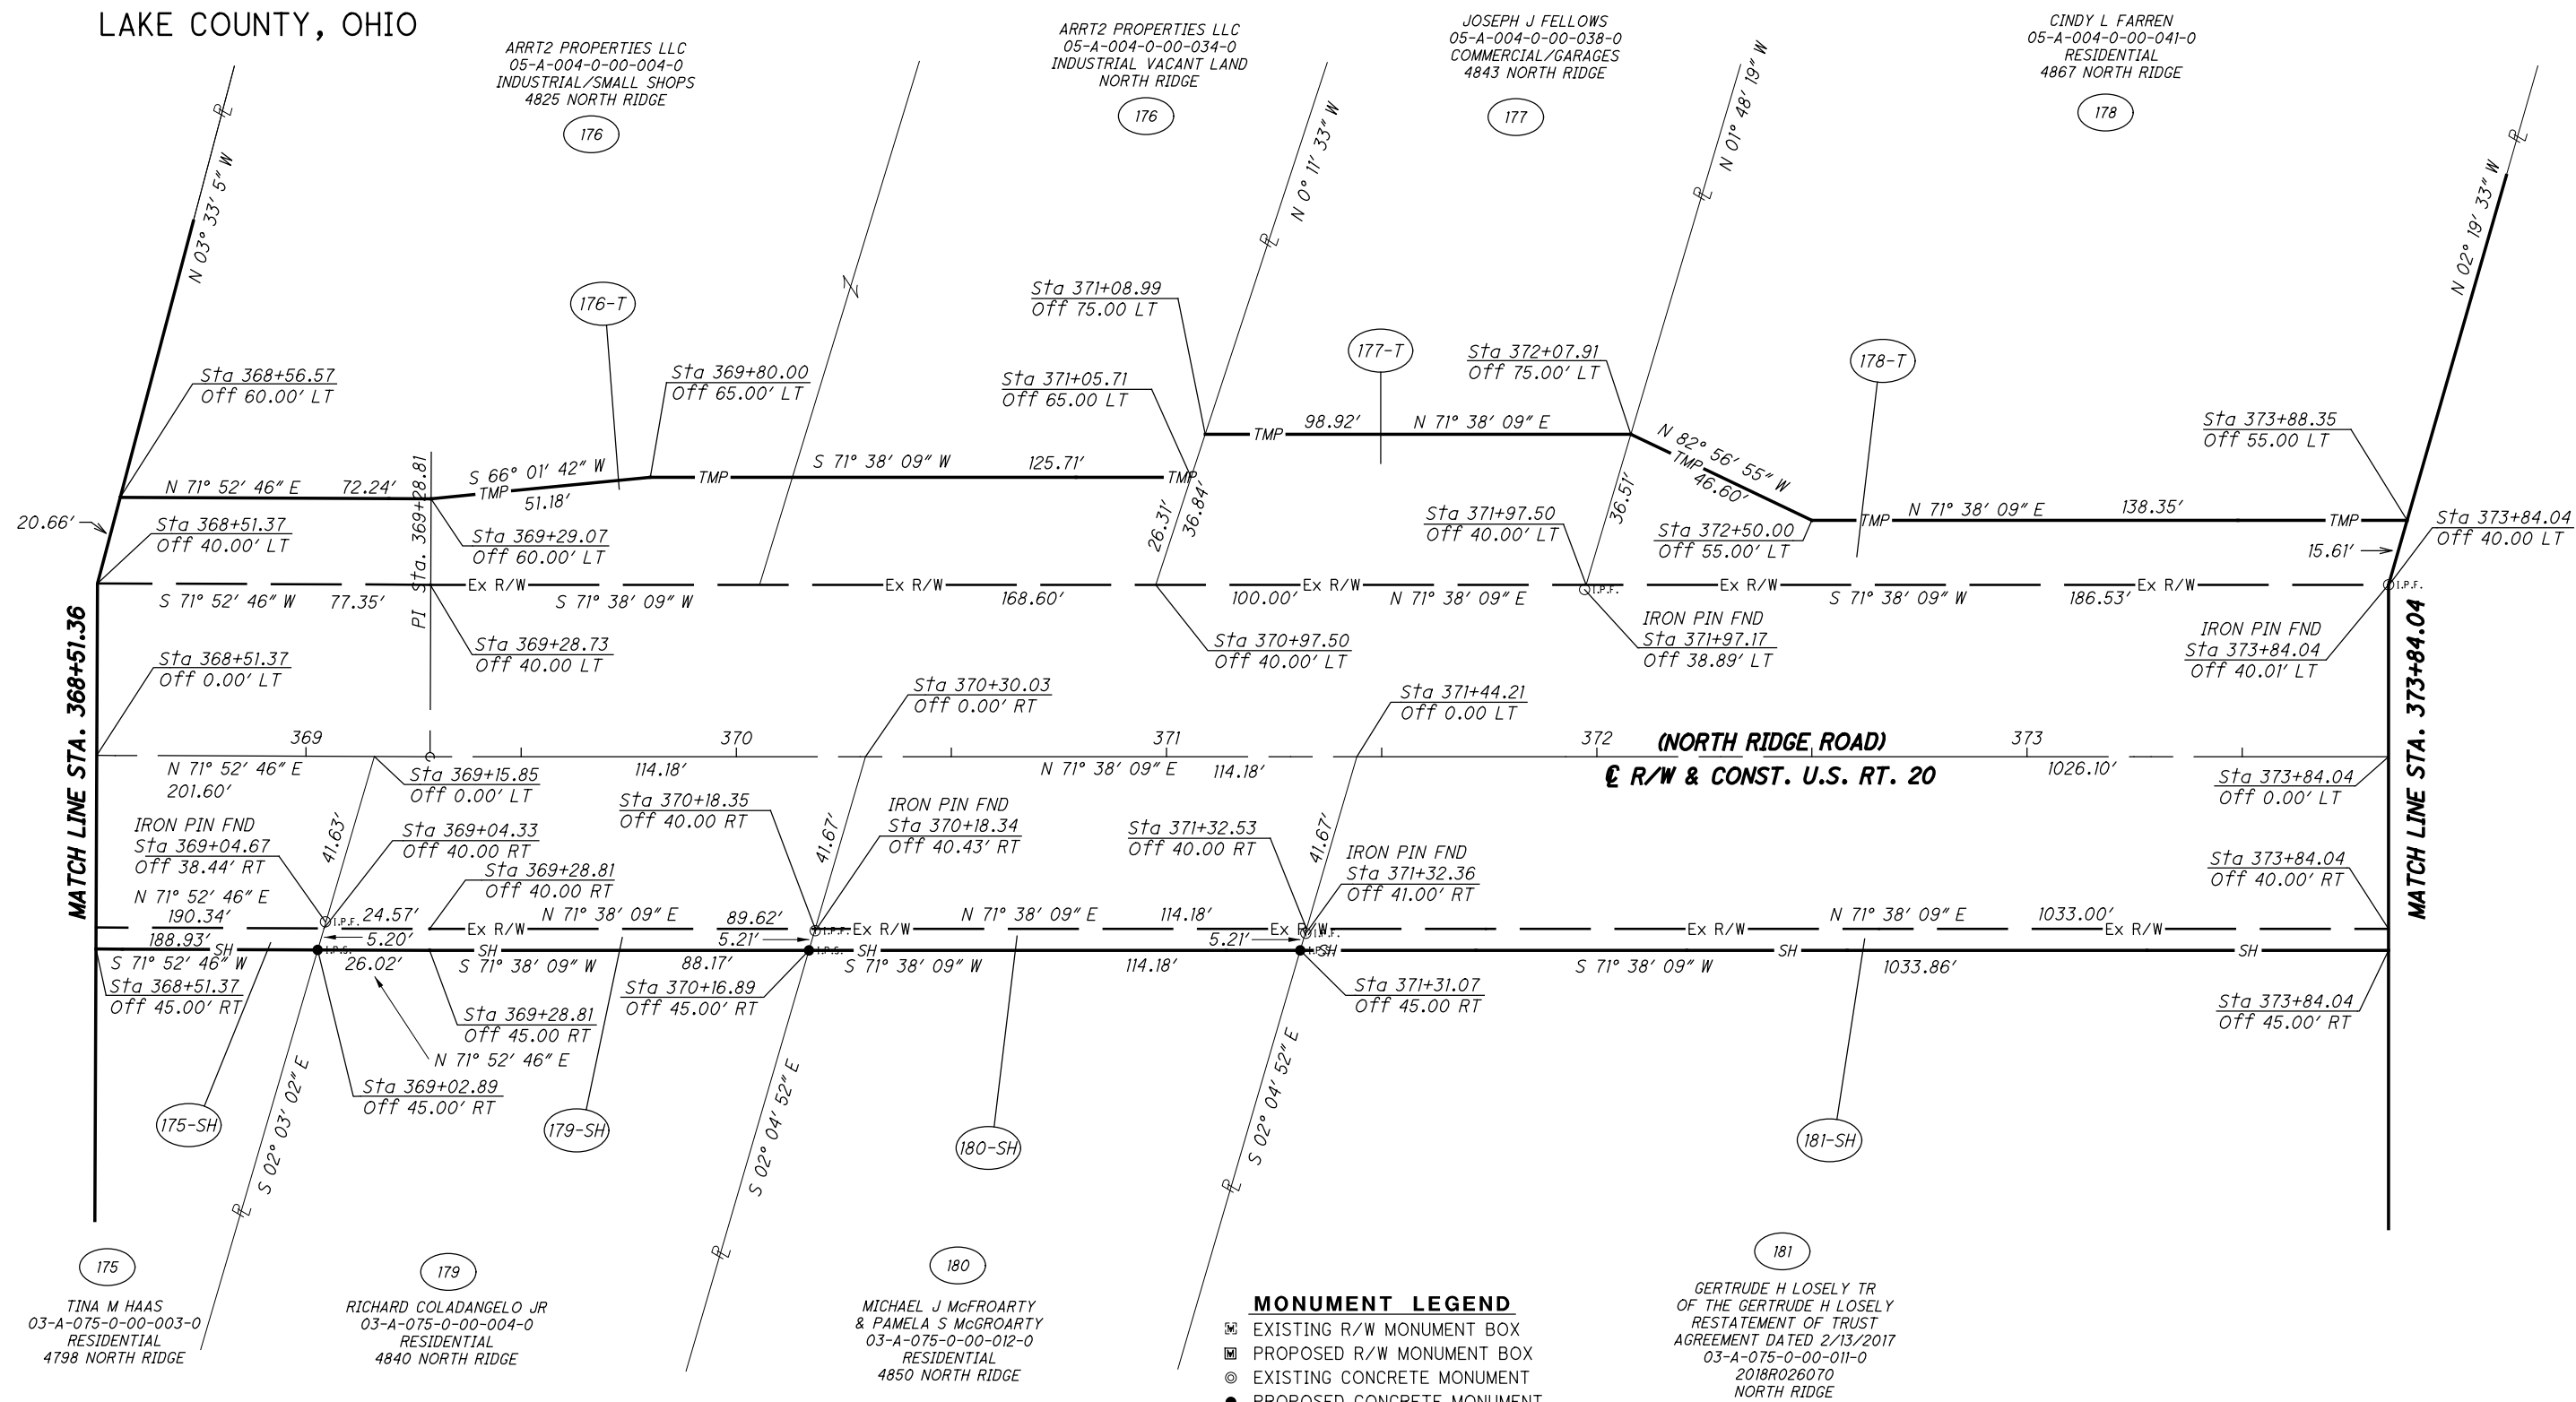 LAKE COUNTY, OHIO
ARRT2 PROPERTIES LLC
05-A-004-0-00-004-0
INDUSTRIAL/SMALL SHOPS
4825 NORTH RIDGE
176
ARRT2 PROPERTIES LLC
05-A-004-0-00-034-0
INDUSTRIAL VACANT LAND
NORTH RIDGE
176
JOSEPH J FELLOWS
05-A-004-0-00-038-0
COMMERCIAL/GARAGES
4843 NORTH RIDGE
177
CINDY L FARREN
05-A-004-0-00-041-0
RESIDENTIAL
4867 NORTH RIDGE
178
PL
N 03° 33' 5" W
PL
N 0° 11' 33" W
PL
N 01° 48' 19" W
PL
N 02° 19' 33" W
Z
176-T
177-T
178-T
Sta 371+08.99
Off 75.00 LT
Sta 368+56.57
Off 60.00' LT
Sta 369+80.00
Off 65.00' LT
Sta 371+05.71
Off 65.00 LT
Sta 372+07.91
Off 75.00' LT
Sta 373+88.35
Off 55.00 LT
TMP
98.92'
N 71° 38' 09" E
N 82° 56' 55" W
TMP
46.60'
N 71° 52' 46" E
72.24'
S 66° 01' 42" W
TMP
51.18'
TMP
S 71° 38' 09" W
125.71'
TMP
26.31'
36.84'
36.51'
TMP
N 71° 38' 09" E
138.35'
TMP
20.66'
Sta 368+51.37
Off 40.00' LT
PI Sta. 369+28.81
Sta 369+29.07
Off 60.00' LT
Sta 371+97.50
Off 40.00' LT
Sta 372+50.00
Off 55.00' LT
Sta 373+84.04
Off 40.00 LT
15.61'
Ex R/W
Ex R/W
Ex R/W
Ex R/W
Ex R/W
I.P.F.
I.P.F.
S 71° 52' 46" W
77.35'
S 71° 38' 09" W
168.60'
100.00'
N 71° 38' 09" E
S 71° 38' 09" W
186.53'
Sta 369+28.73
Off 40.00 LT
Sta 370+97.50
Off 40.00' LT
IRON PIN FND
Sta 371+97.17
Off 38.89' LT
IRON PIN FND
Sta 373+84.04
Off 40.01' LT
MATCH LINE STA. 368+51.36
MATCH LINE STA. 373+84.04
Sta 368+51.37
Off 0.00' LT
Sta 370+30.03
Off 0.00' RT
Sta 371+44.21
Off 0.00 LT
369
370
371
372
(NORTH RIDGE ROAD)
373
N 71° 52' 46" E
201.60'
Sta 369+15.85
Off 0.00' LT
114.18'
N 71° 38' 09" E
114.18'
CL R/W & CONST. U.S. RT. 20
1026.10'
Sta 373+84.04
Off 0.00' LT
41.63'
41.67'
41.67'
IRON PIN FND
Sta 369+04.67
Off 38.44' RT
Sta 369+04.33
Off 40.00 RT
Sta 370+18.35
Off 40.00 RT
IRON PIN FND
Sta 370+18.34
Off 40.43' RT
Sta 371+32.53
Off 40.00 RT
IRON PIN FND
Sta 371+32.36
Off 41.00' RT
Sta 373+84.04
Off 40.00' RT
Sta 369+28.81
Off 40.00 RT
N 71° 52' 46" E
190.34'
I.P.F.
24.57'
Ex R/W
N 71° 38' 09" E
89.62'
I.P.F.
Ex R/W
N 71° 38' 09" E
114.18'
Ex R/W
I.P.F.
Ex R/W
N 71° 38' 09" E
1033.00'
Ex R/W
188.93'
SH
I.P.S.
5.20'
SH
5.21'
I.P.S.
SH
5.21'
SH
SH
SH
S 71° 52' 46" W
26.02'
S 71° 38' 09" W
88.17'
S 71° 38' 09" W
114.18'
S 71° 38' 09" W
1033.86'
Sta 368+51.37
Off 45.00' RT
Sta 369+28.81
Off 45.00 RT
N 71° 52' 46" E
Sta 370+16.89
Off 45.00' RT
Sta 371+31.07
Off 45.00 RT
Sta 373+84.04
Off 45.00' RT
Sta 369+02.89
Off 45.00' RT
175-SH
179-SH
180-SH
181-SH
S 02° 03' 02" E
PL
S 02° 04' 52" E
PL
S 02° 04' 52" E
PL
175
TINA M HAAS
03-A-075-0-00-003-0
RESIDENTIAL
4798 NORTH RIDGE
179
RICHARD COLADANGELO JR
03-A-075-0-00-004-0
RESIDENTIAL
4840 NORTH RIDGE
180
MICHAEL J McFROARTY
& PAMELA S McGROARTY
03-A-075-0-00-012-0
RESIDENTIAL
4850 NORTH RIDGE
MONUMENT LEGEND
EXISTING R/W MONUMENT BOX
PROPOSED R/W MONUMENT BOX
EXISTING CONCRETE MONUMENT
PROPOSED CONCRETE MONUMENT
181
GERTRUDE H LOSELY TR
OF THE GERTRUDE H LOSELY
RESTATEMENT OF TRUST
AGREEMENT DATED 2/13/2017
03-A-075-0-00-011-0
2018R026070
NORTH RIDGE